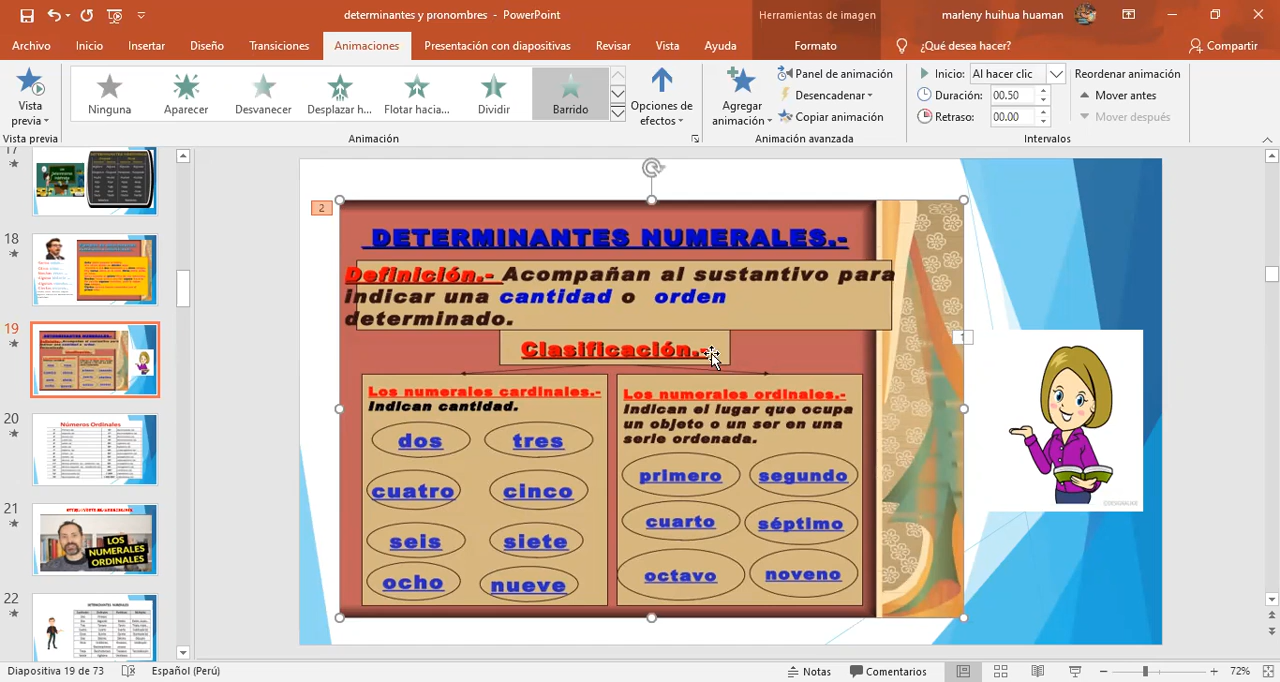 determinantes y pronombres - PowerPoint
Herramientas de imagen
marleny huihua huaman
Archivo
Inicio
Insertar
Diseño
Transiciones
Animaciones
Presentación con diapositivas
Revisar
Vista
Ayuda
Formato
¿Qué desea hacer?
Compartir
Vista
previa
Ninguna
Aparecer
Desvanecer
Desplazar h...
Flotar hacia...
Dividir
Barrido
Opciones de
efectos
Agregar
animación
Panel de animación
Desencadenar
Copiar animación
Inicio: Al hacer clic
Duración: 00.50
Retraso: 00.00
Reordenar animación
Mover antes
Mover después
Vista previa
Animación
Animación avanzada
Intervalos
17
18
19
20
Números Ordinales
21
LOS
NUMERALES
ORDINALES
22
DETERMINANTES NUMERALES
2
1
DETERMINANTES NUMERALES.-
Definición.- Acompañan al sustantivo para
indicar una cantidad o orden
determinado.
Clasificación.-
Los numerales cardinales.-
Indican cantidad.
dos
tres
cuatro
cinco
seis
siete
ocho
nueve
Los numerales ordinales.-
Indican el lugar que ocupa
un objeto o un ser en una
serie ordenada.
primero
segundo
cuarto
séptimo
octavo
noveno
Diapositiva 19 de 73
Español (Perú)
Notas
Comentarios
72%